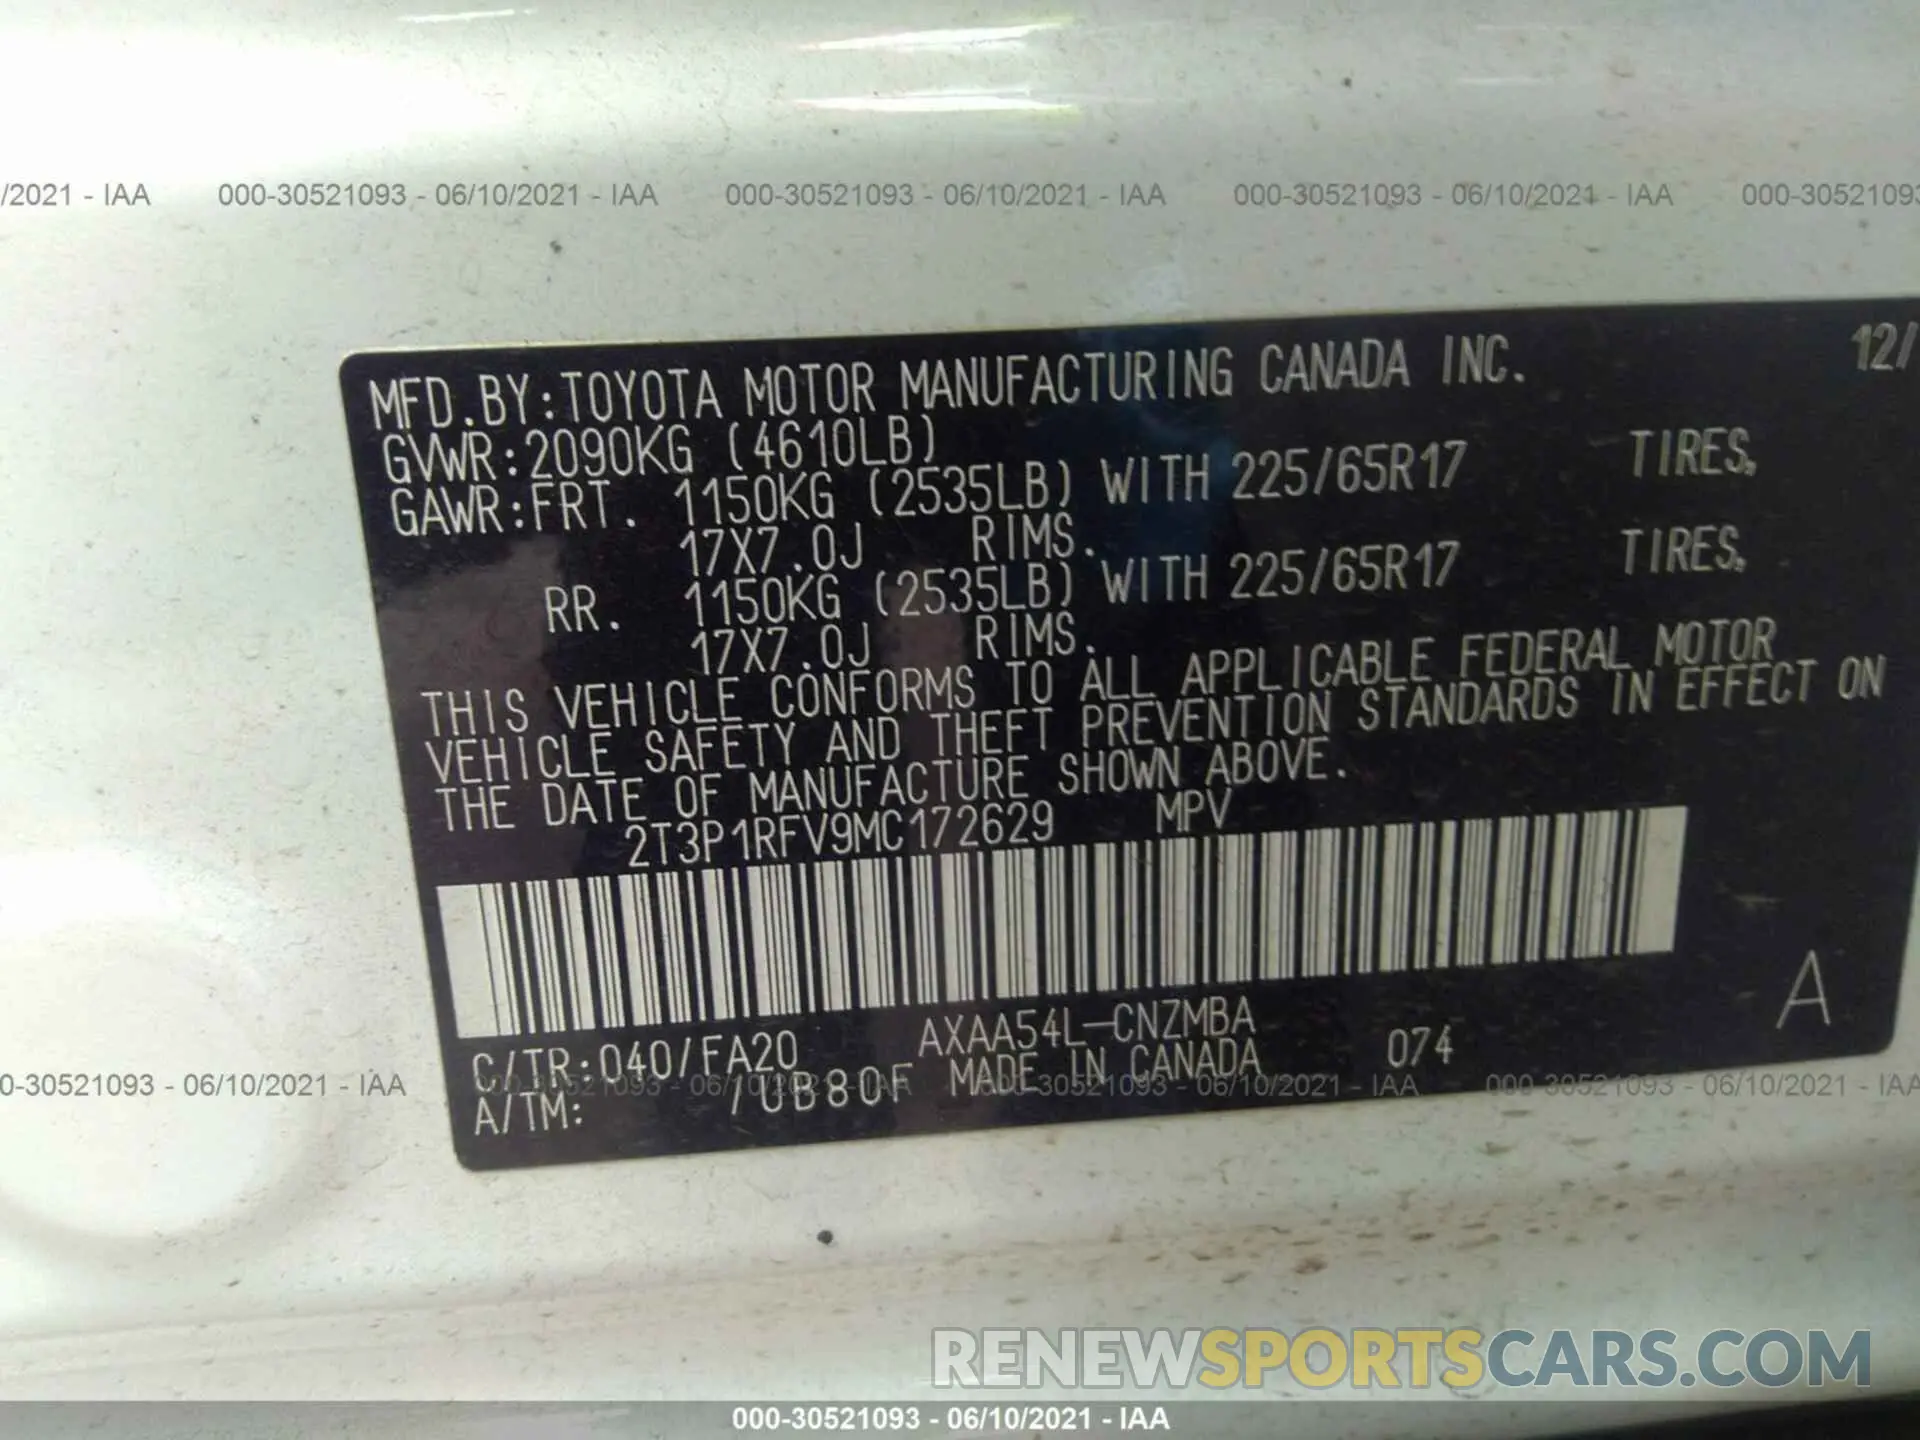 /2021 - IAA 000-30521093 - 06/10/2021 - IAA 000-30521093 - 06/10/2021 - IAA 000-30521093 - 06/10/2021 - IAA 000-30521093
MFD.BY:TOYOTA MOTOR MANUFACTURING CANADA INC. 12/
GVWR:2090KG (4610LB)
GAWR:FRT. 1150KG (2535LB) WITH 225/65R17 TIRES,
17X7.0J RIMS.
RR. 1150KG (2535LB) WITH 225/65R17 TIRES,
17X7.0J RIMS.
THIS VEHICLE CONFORMS TO ALL APPLICABLE FEDERAL MOTOR
VEHICLE SAFETY AND THEFT PREVENTION STANDARDS IN EFFECT ON
THE DATE OF MANUFACTURE SHOWN ABOVE.
2T3P1RFV9MC172629 MPV
A
C/TR:040/FA20 AXAA54L-CNZMBA
A/TM: /UB80F MADE IN CANADA 074
0-30521093 - 06/10/2021 - IAA 000-30521093 - 06/10/2021 - IAA 000-30521093 - 06/10/2021 - IAA 000-30521093 - 06/10/2021 - IAA
RENEWSPORTSCARS.COM
000-30521093 - 06/10/2021 - IAA